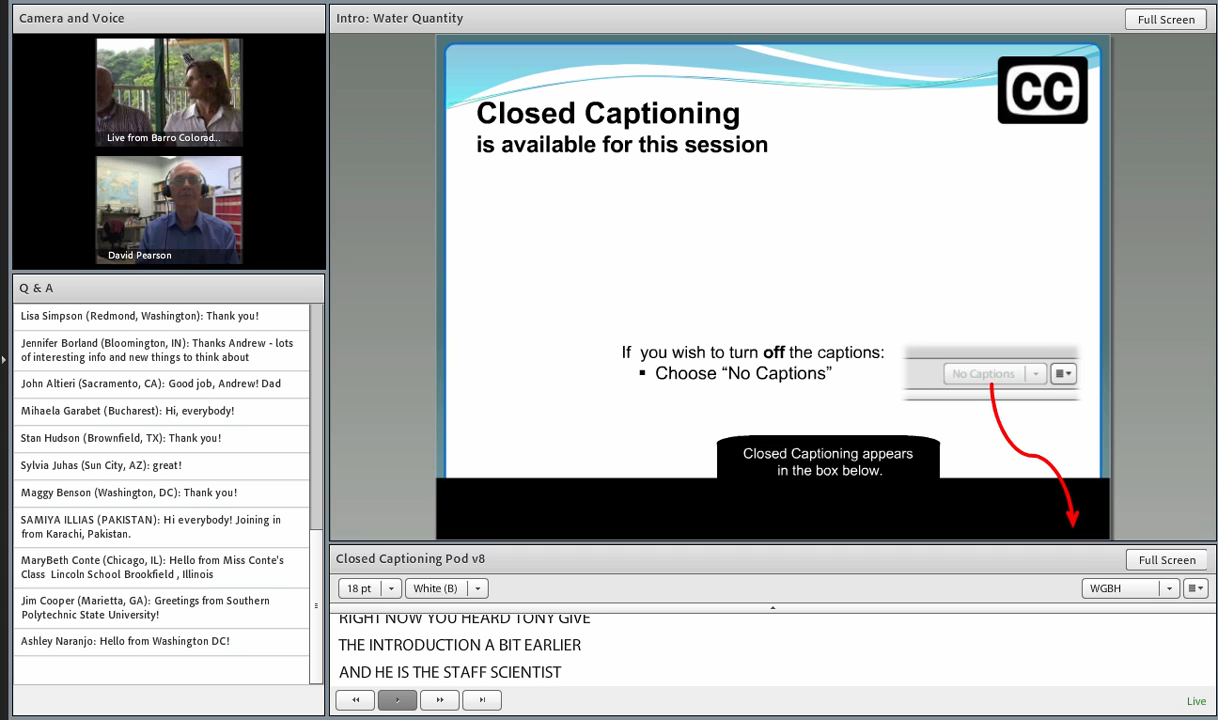 Camera and Voice
Live from Barro Colorad...
David Pearson
Q & A
Lisa Simpson (Redmond, Washington): Thank you!
Jennifer Borland (Bloomington, IN): Thanks Andrew - lots
of interesting info and new things to think about
John Altieri (Sacramento, CA): Good job, Andrew! Dad
Mihaela Garabet (Bucharest): Hi, everybody!
Stan Hudson (Brownfield, TX): Thank you!
Sylvia Juhas (Sun City, AZ): great!
Maggy Benson (Washington, DC): Thank you!
SAMIYA ILLIAS (PAKISTAN): Hi everybody! Joining in
from Karachi, Pakistan.
MaryBeth Conte (Chicago, IL): Hello from Miss Conte's
Class Lincoln School Brookfield , Illinois
Jim Cooper (Marietta, GA): Greetings from Southern
Polytechnic State University!
Ashley Naranjo: Hello from Washington DC!
Intro: Water Quantity
Full Screen
CC
Closed Captioning
is available for this session
If you wish to turn off the captions:
▪ Choose “No Captions”
No Captions
Closed Captioning appears
in the box below.
Closed Captioning Pod v8
Full Screen
18 pt
White (B)
WGBH
RIGHT NOW YOU HEARD TONY GIVE
THE INTRODUCTION A BIT EARLIER
AND HE IS THE STAFF SCIENTIST
Live